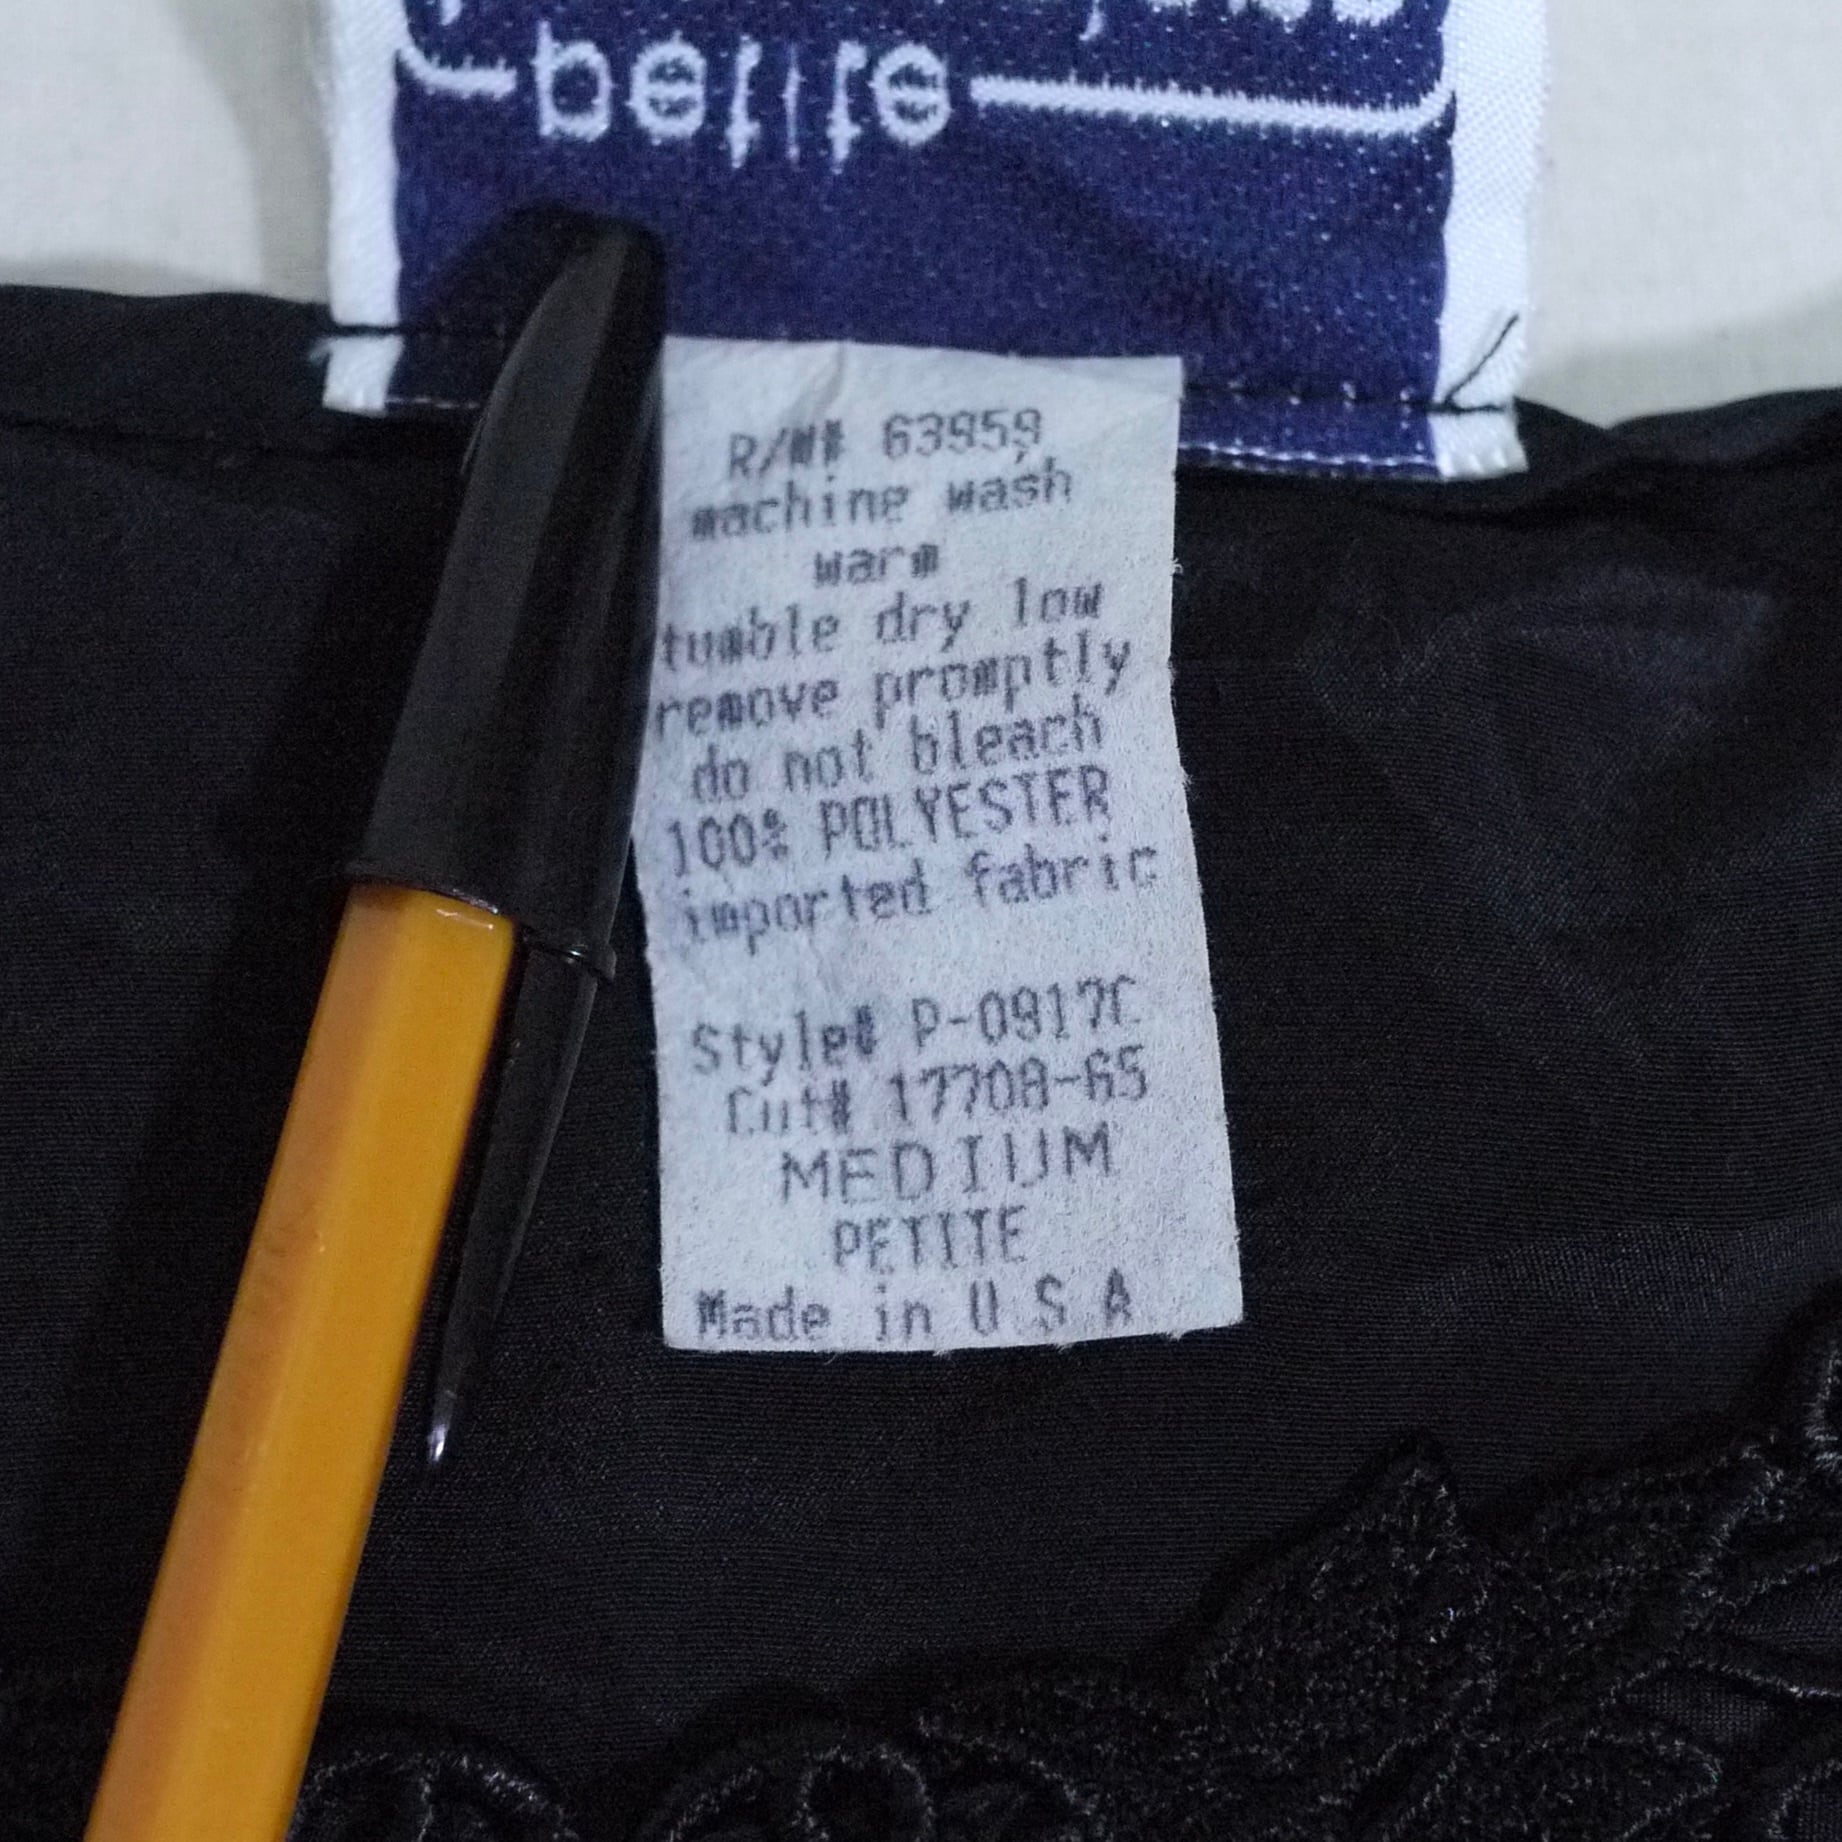 petite
R/N# 63959
machine wash
warm
tumble dry low
remove promptly
do not bleach
100% POLYESTER
imported fabric
Style# P-0917C
Cut# 17708-65
MEDIUM
PETITE
Made in U S A